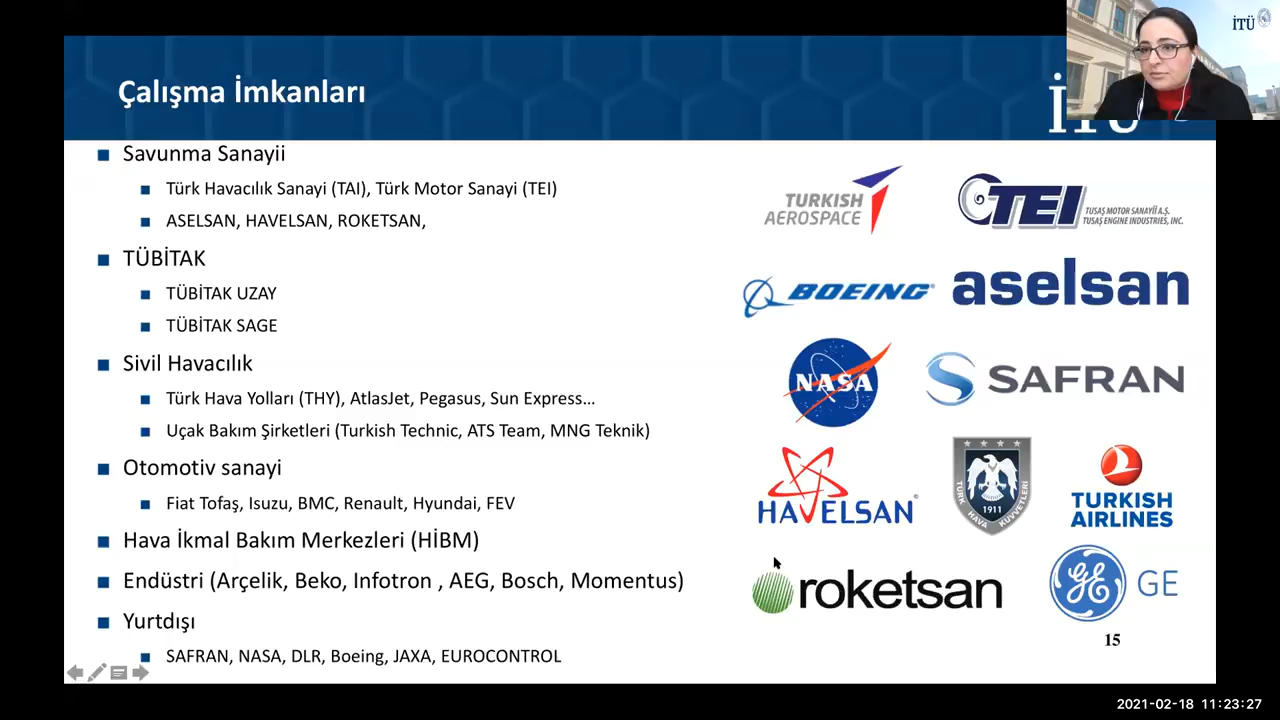 İTÜ
Çalışma İmkanları
İTÜ
Savunma Sanayii
Türk Havacılık Sanayi (TAI), Türk Motor Sanayi (TEI)
ASELSAN, HAVELSAN, ROKETSAN,
TÜBİTAK
TÜBİTAK UZAY
TÜBİTAK SAGE
Sivil Havacılık
Türk Hava Yolları (THY), AtlasJet, Pegasus, Sun Express...
Uçak Bakım Şirketleri (Turkish Technic, ATS Team, MNG Teknik)
Otomotiv sanayi
Fiat Tofaş, Isuzu, BMC, Renault, Hyundai, FEV
Hava İkmal Bakım Merkezleri (HİBM)
Endüstri (Arçelik, Beko, Infotron , AEG, Bosch, Momentus)
Yurtdışı
SAFRAN, NASA, DLR, Boeing, JAXA, EUROCONTROL
TURKISH
AEROSPACE
TEI
TUSAŞ MOTOR SANAYİİ A.Ş.
TUSAŞ ENGINE INDUSTRIES, INC.
BOEING
aselsan
NASA
SAFRAN
HAVELSAN
1911
TÜRK HAVA KUVVETLERİ
TURKISH
AIRLINES
roketsan
GE
GE
15
2021-02-18 11:23:27